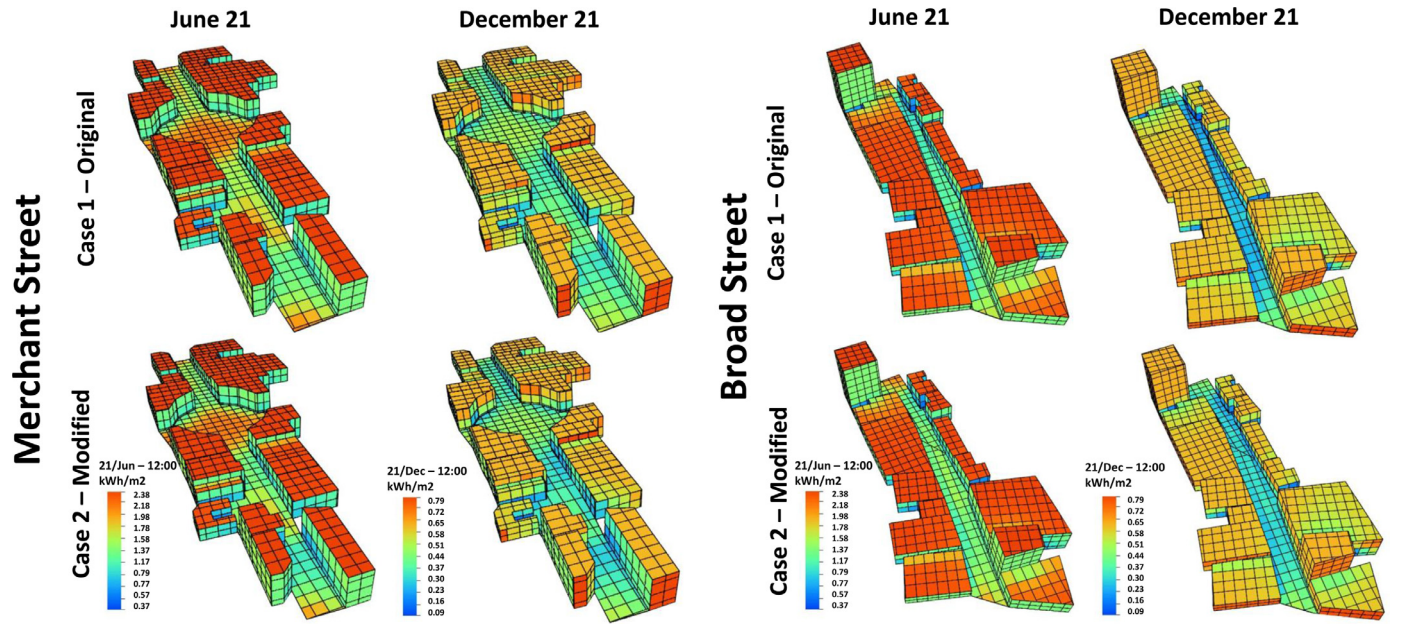 June 21
December 21
June 21
December 21
Merchant Street
Case 1 – Original
Case 2 – Modified
Broad Street
Case 1 – Original
Case 2 – Modified
21/Jun – 12:00
kWh/m2
2.38
2.18
1.98
1.78
1.58
1.37
1.17
0.79
0.77
0.57
0.37
21/Dec – 12:00
kWh/m2
0.79
0.72
0.65
0.58
0.51
0.44
0.37
0.30
0.23
0.16
0.09
21/Jun – 12:00
kWh/m2
2.38
2.18
1.98
1.78
1.58
1.37
1.17
0.79
0.77
0.57
0.37
21/Dec – 12:00
kWh/m2
0.79
0.72
0.65
0.58
0.51
0.44
0.37
0.30
0.23
0.16
0.09